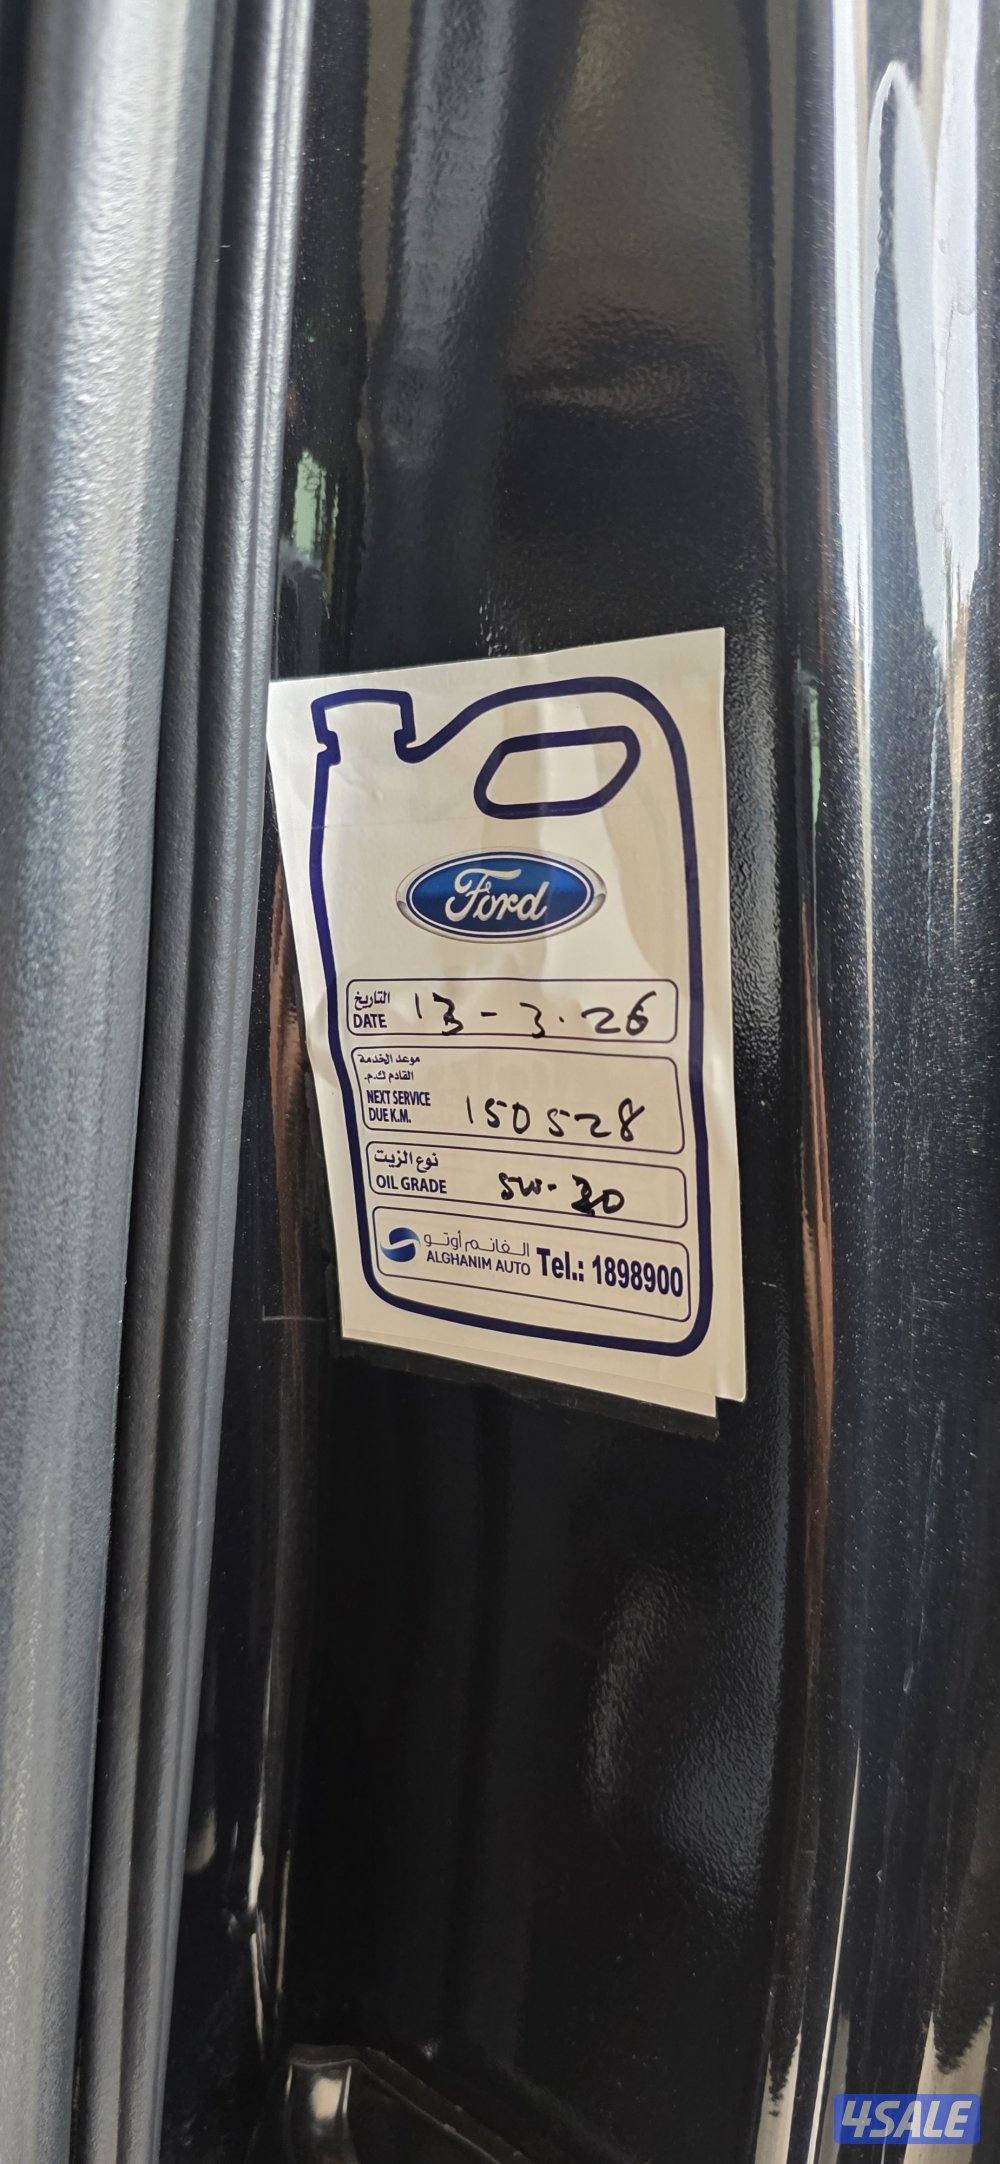 Ford
التاريخ
DATE 13-3.26
موعد الخدمة
القادم ك.م.
NEXT SERVICE
DUE K.M. 150528
نوع الزيت
OIL GRADE 5W-20
الغانم أوتو
ALGHANIM AUTO
Tel.: 1898900
4SALE